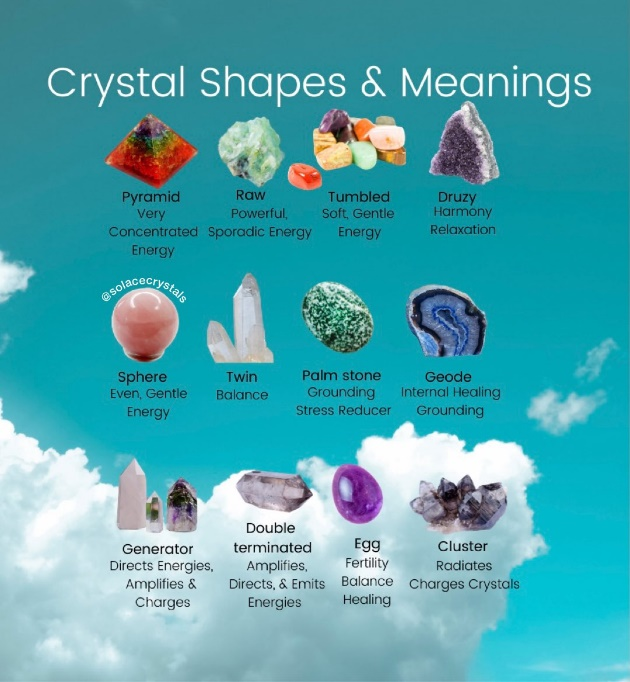 Crystal Shapes & Meanings
Pyramid
Very
Concentrated
Energy
Raw
Powerful,
Sporadic Energy
Tumbled
Soft, Gentle
Energy
Druzy
Harmony
Relaxation
@solacecrystals
Sphere
Even, Gentle
Energy
Twin
Balance
Palm stone
Grounding
Stress Reducer
Geode
Internal Healing
Grounding
Generator
Directs Energies,
Amplifies &
Charges
Double
terminated
Amplifies,
Directs, & Emits
Energies
Egg
Fertility
Balance
Healing
Cluster
Radiates
Charges Crystals